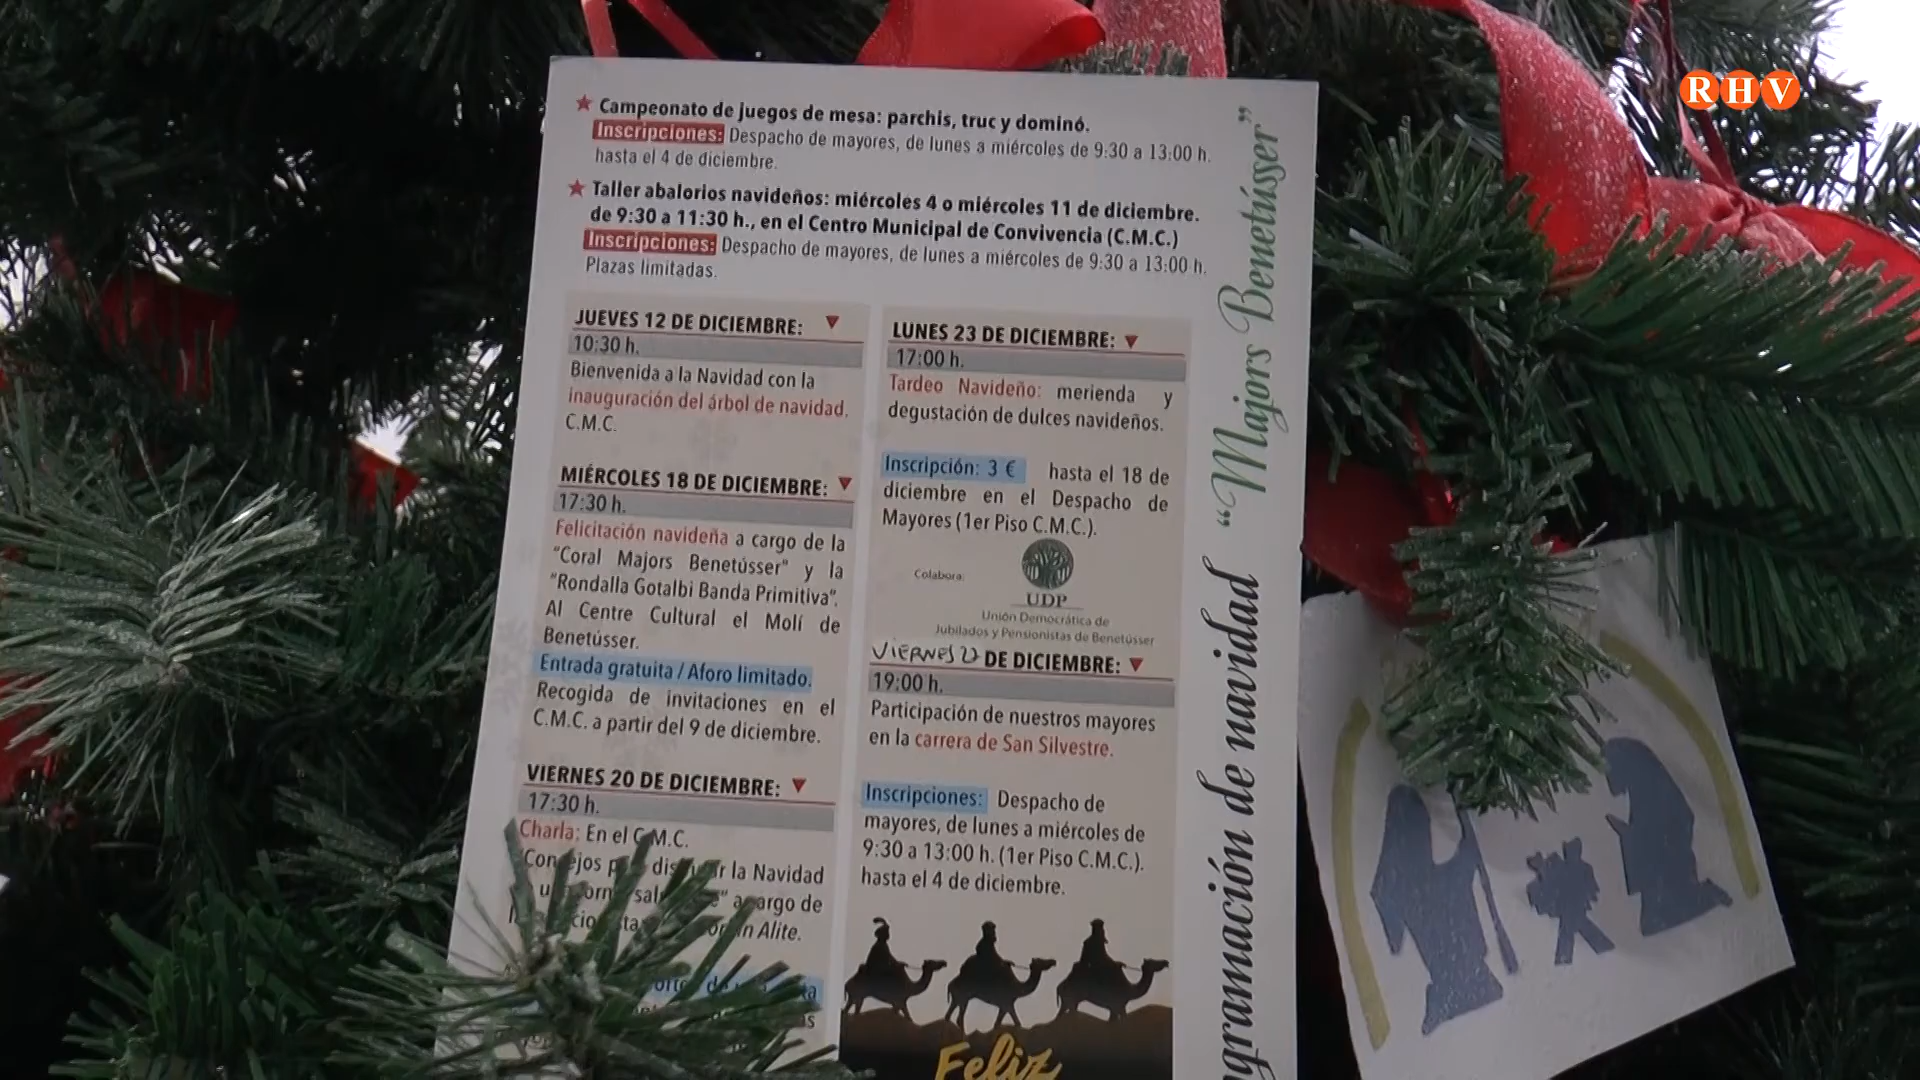 RHV
★ Campeonato de juegos de mesa: parchis, truc y dominó.
Inscripciones: Despacho de mayores, de lunes a miércoles de 9:30 a 13:00 h.
hasta el 4 de diciembre.
★ Taller abalorios navideños: miércoles 4 o miércoles 11 de diciembre.
de 9:30 a 11:30 h., en el Centro Municipal de Convivencia (C.M.C.)
Inscripciones: Despacho de mayores, de lunes a miércoles de 9:30 a 13:00 h.
Plazas limitadas.
JUEVES 12 DE DICIEMBRE:
10:30 h.
Bienvenida a la Navidad con la
inauguración del árbol de navidad.
C.M.C.
MIÉRCOLES 18 DE DICIEMBRE:
17:30 h.
Felicitación navideña a cargo de la
"Coral Majors Benetússer" y la
"Rondalla Gotalbi Banda Primitiva".
Al Centre Cultural el Molí de
Benetússer.
Entrada gratuita / Aforo limitado.
Recogida de invitaciones en el
C.M.C. a partir del 9 de diciembre.
VIERNES 20 DE DICIEMBRE:
17:30 h.
Charla: En el C.M.C.
la Navidad
cargo de
Alite.
LUNES 23 DE DICIEMBRE:
17:00 h.
Tardeo Navideño: merienda y
degustación de dulces navideños.
Inscripción: 3 € hasta el 18 de
diciembre en el Despacho de
Mayores (1er Piso C.M.C.).
Colabora:
UDP
Unión Democrática de
Jubilados y Pensionistas de Benetússer
VIERNES 27 DE DICIEMBRE:
19:00 h.
Participación de nuestros mayores
en la carrera de San Silvestre.
Inscripciones: Despacho de
mayores, de lunes a miércoles de
9:30 a 13:00 h. (1er Piso C.M.C.).
hasta el 4 de diciembre.
Feliz
gramación de navidad "Majors Benetússer"